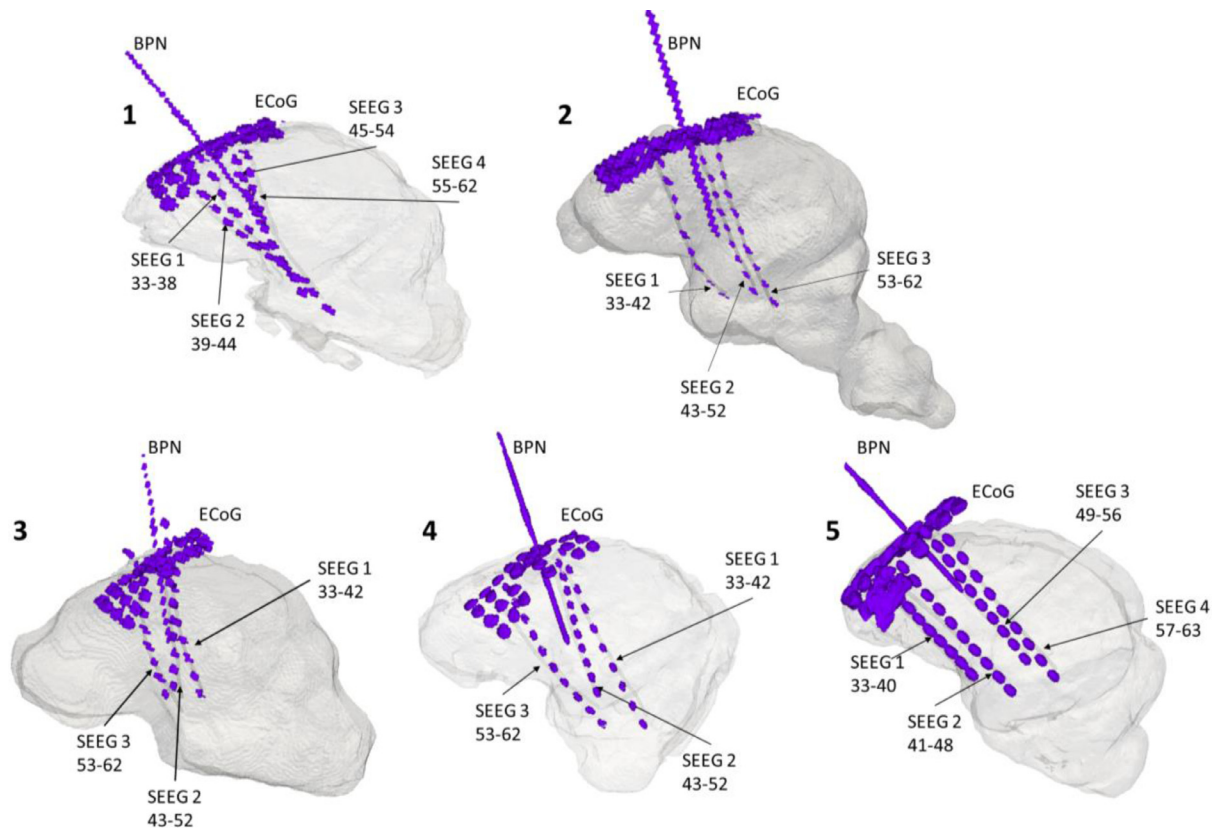 BPN
1
ECoG
SEEG 3
45-54
SEEG 4
55-62
SEEG 1
33-38
SEEG 2
39-44
BPN
2
ECoG
SEEG 1
33-42
SEEG 3
53-62
SEEG 2
43-52
BPN
3
ECoG
SEEG 1
33-42
SEEG 3
53-62
SEEG 2
43-52
BPN
4
ECoG
SEEG 1
33-42
SEEG 3
53-62
SEEG 2
43-52
BPN
5
ECoG
SEEG 3
49-56
SEEG 4
57-63
SEEG 1
33-40
SEEG 2
41-48